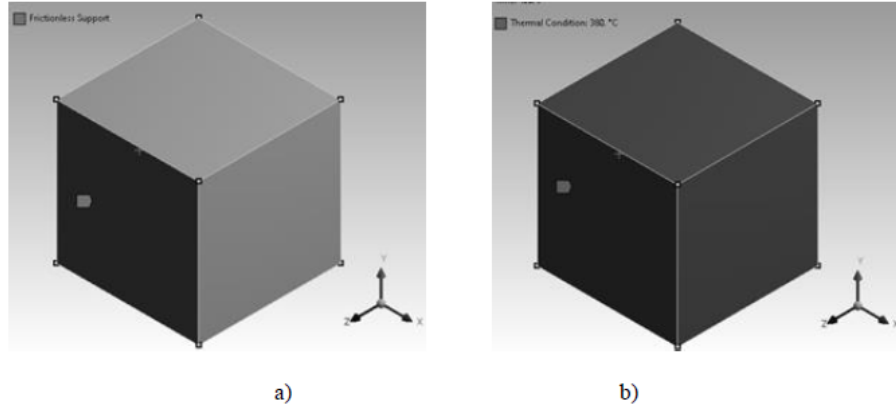 Frictionless Support
Thermal Condition: 380. °C
Y
Z
X
Y
Z
X
a)
b)